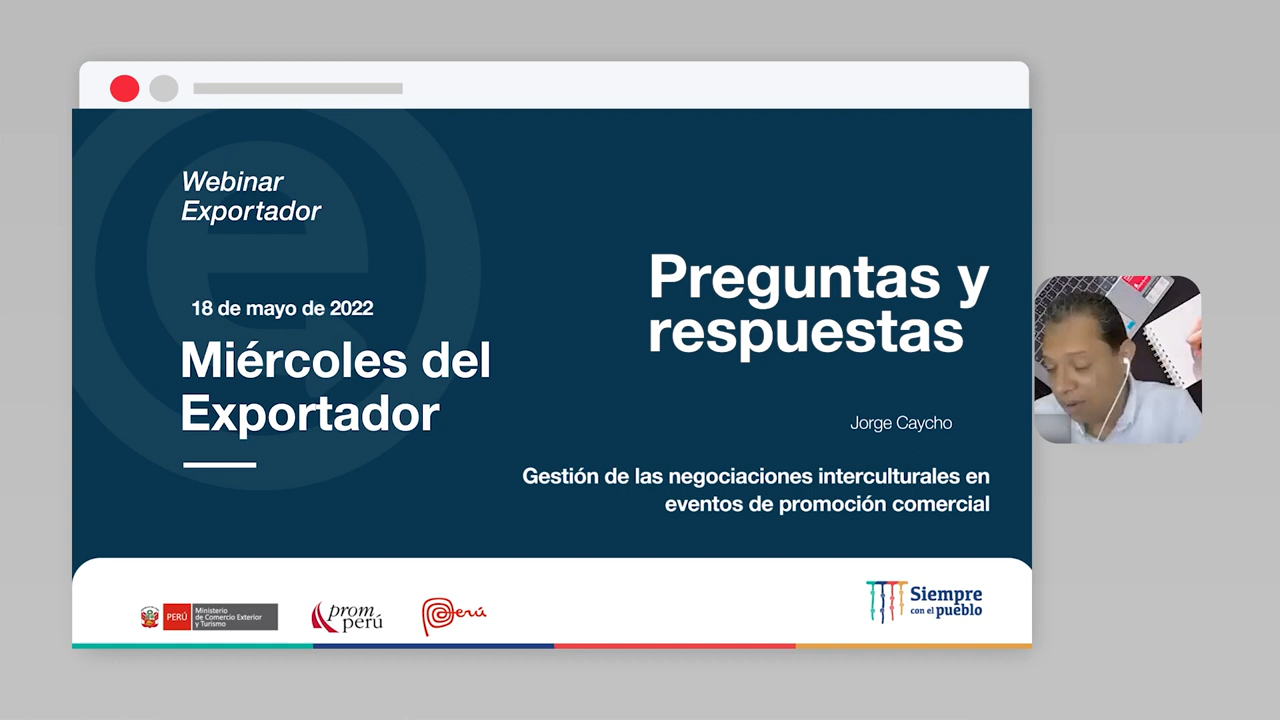 Webinar
Exportador
18 de mayo de 2022
Miércoles del
Exportador
Preguntas y
respuestas
Jorge Caycho
Gestión de las negociaciones interculturales en
eventos de promoción comercial
PERÚ
Ministerio
de Comercio Exterior
y Turismo
prom
perú
Perú
Siempre
con el pueblo